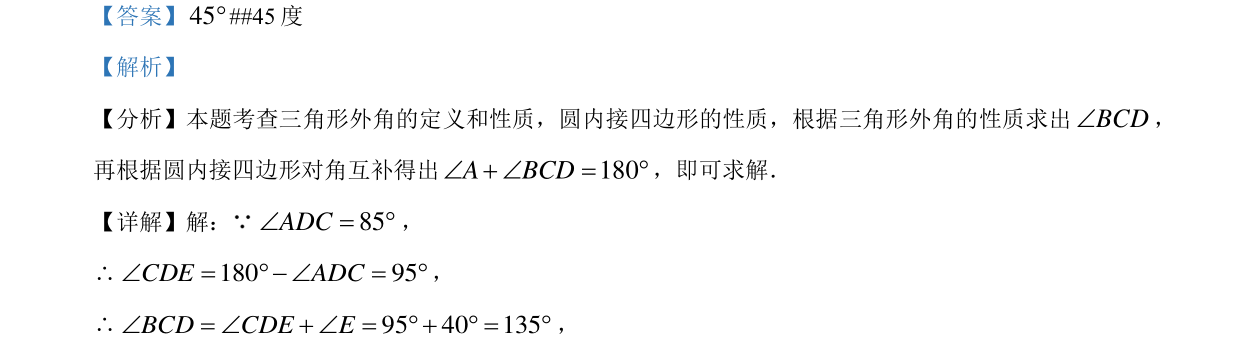 【答案】45°##45 度
【解析】
【分析】本题考查三角形外角的定义和性质，圆内接四边形的性质，根据三角形外角的性质求出∠BCD，
再根据圆内接四边形对角互补得出∠A+∠BCD=180°，即可求解．
【详解】解：∵∠ADC=85°，
∴∠CDE=180°−∠ADC=95°，
∴∠BCD=∠CDE+∠E=95°+40°=135°，